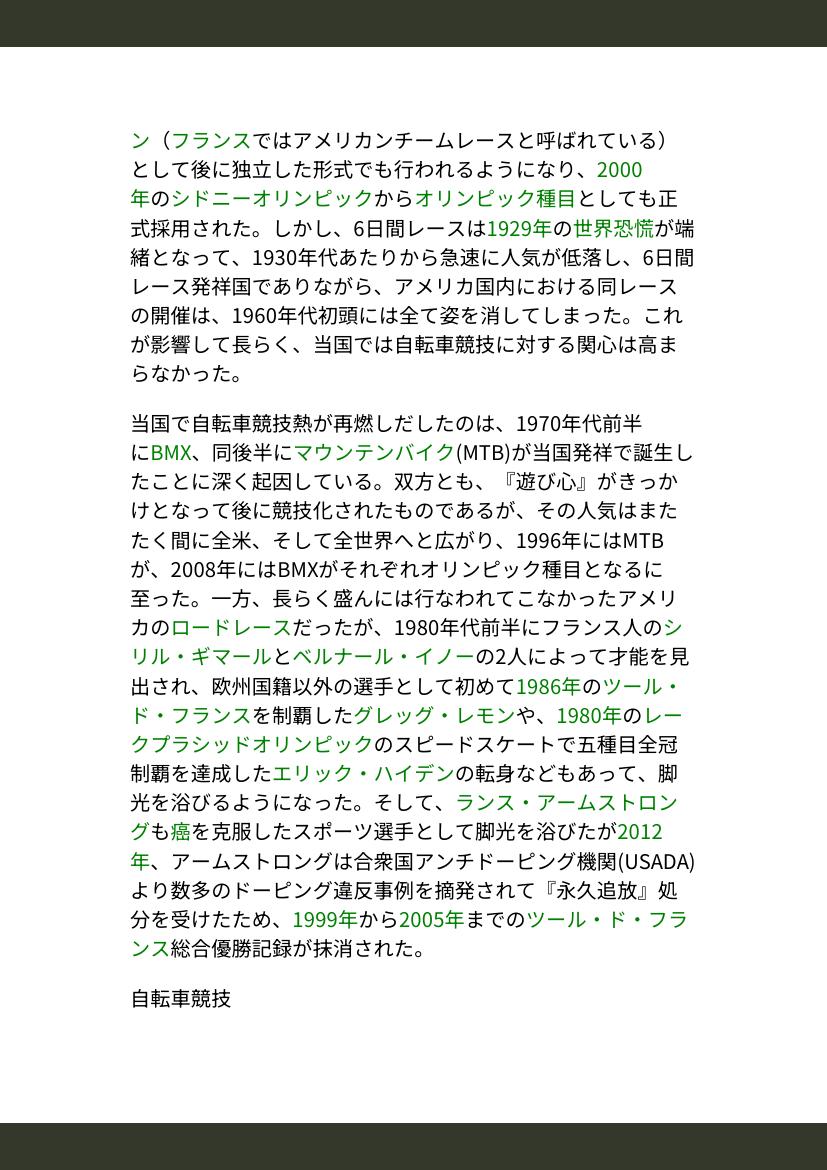 ン（フランスではアメリカンチームレースと呼ばれている）
として後に独立した形式でも行われるようになり、2000
年のシドニーオリンピックからオリンピック種目としても正
式採用された。しかし、6日間レースは1929年の世界恐慌が端
緒となって、1930年代あたりから急速に人気が低落し、6日間
レース発祥国でありながら、アメリカ国内における同レース
の開催は、1960年代初頭には全て姿を消してしまった。これ
が影響して長らく、当国では自転車競技に対する関心は高ま
らなかった。
当国で自転車競技熱が再燃しだしたのは、1970年代前半
にBMX、同後半にマウンテンバイク(MTB)が当国発祥で誕生し
たことに深く起因している。双方とも、『遊び心』がきっか
けとなって後に競技化されたものであるが、その人気はまた
たく間に全米、そして全世界へと広がり、1996年にはMTB
が、2008年にはBMXがそれぞれオリンピック種目となるに
至った。一方、長らく盛んには行なわれてこなかったアメリ
カのロードレースだったが、1980年代前半にフランス人のシ
リル・ギマールとベルナール・イノーの2人によって才能を見
出され、欧州国籍以外の選手として初めて1986年のツール・
ド・フランスを制覇したグレッグ・レモンや、1980年のレー
クプラシッドオリンピックのスピードスケートで五種目全冠
制覇を達成したエリック・ハイデンの転身などもあって、脚
光を浴びるようになった。そして、ランス・アームストロン
グも癌を克服したスポーツ選手として脚光を浴びたが2012
年、アームストロングは合衆国アンチドーピング機関(USADA)
より数多のドーピング違反事例を摘発されて『永久追放』処
分を受けたため、1999年から2005年までのツール・ド・フラ
ンス総合優勝記録が抹消された。
自転車競技